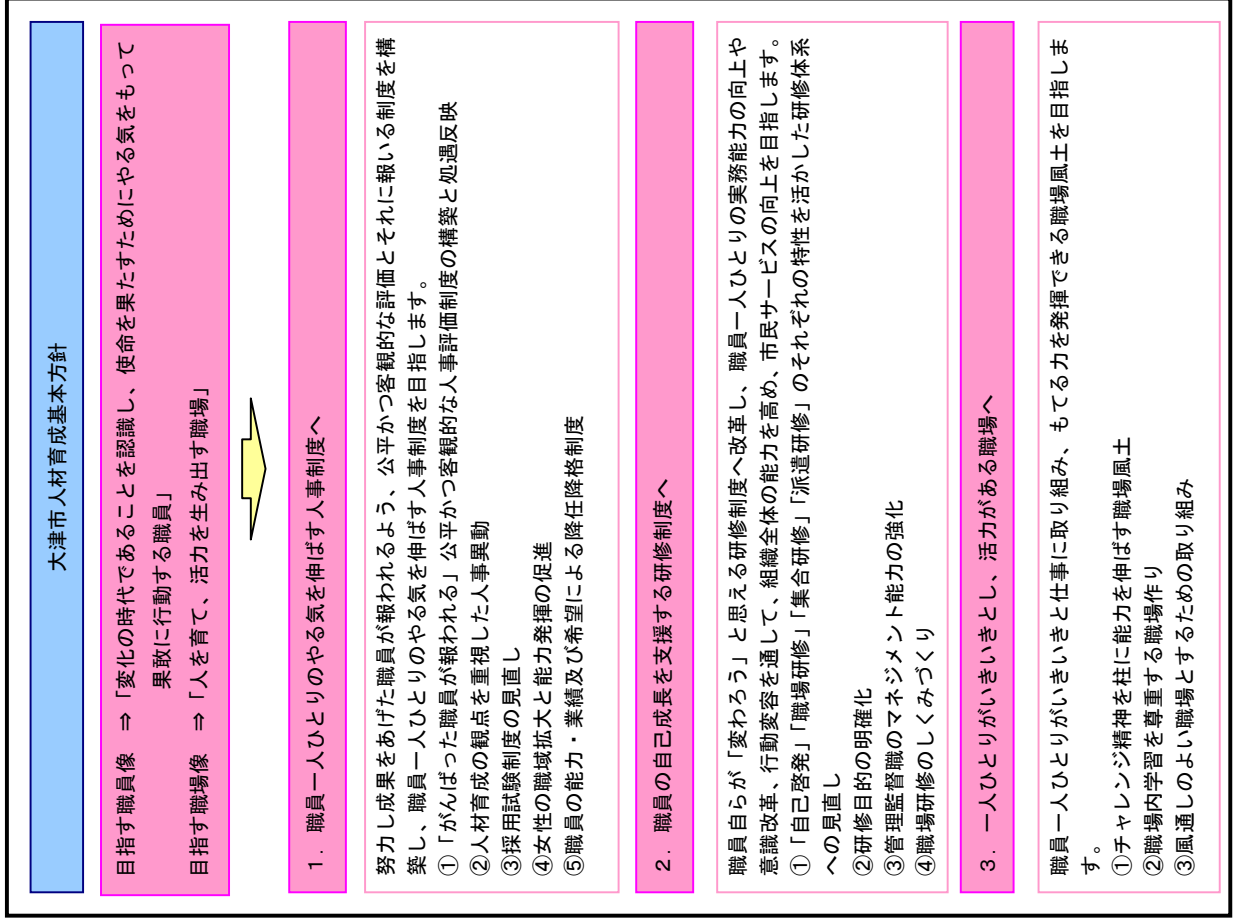 大津市人材育成基本方針
目指す職員像 ⇒ 「変化の時代であることを認識し、使命を果たすためにやる気をもって
果敢に行動する職員」
目指す職場像 ⇒ 「人を育て、活力を生み出す職場」
1．職員一人ひとりのやる気を伸ばす人事制度へ
努力し成果をあげた職員が報われるよう、公平かつ客観的な評価とそれに報いる制度を構
築し、職員一人ひとりのやる気を伸ばす人事制度を目指します。
①「がんばった職員が報われる」公平かつ客観的な人事評価制度の構築と処遇反映
②人材育成の観点を重視した人事異動
③採用試験制度の見直し
④女性の職域拡大と能力発揮の促進
⑤職員の能力・業績及び希望による降任降格制度
2．職員の自己成長を支援する研修制度へ
職員自らが「変わろう」と思える研修制度へ改革し、職員一人ひとりの実務能力の向上や
意識改革、行動変容を通して、組織全体の能力を高め、市民サービスの向上を目指します。
①「自己啓発」「職場研修」「集合研修」「派遣研修」のそれぞれの特性を活かした研修体系
への見直し
②研修目的の明確化
③管理監督職のマネジメント能力の強化
④職場研修のしくみづくり
3．一人ひとりがいきいきとし、活力がある職場へ
職員一人ひとりがいきいきと仕事に取り組み、もてる力を発揮できる職場風土を目指しま
す。
①チャレンジ精神を柱に能力を伸ばす職場風土
②職場内学習を尊重する職場作り
③風通しのよい職場とするための取り組み